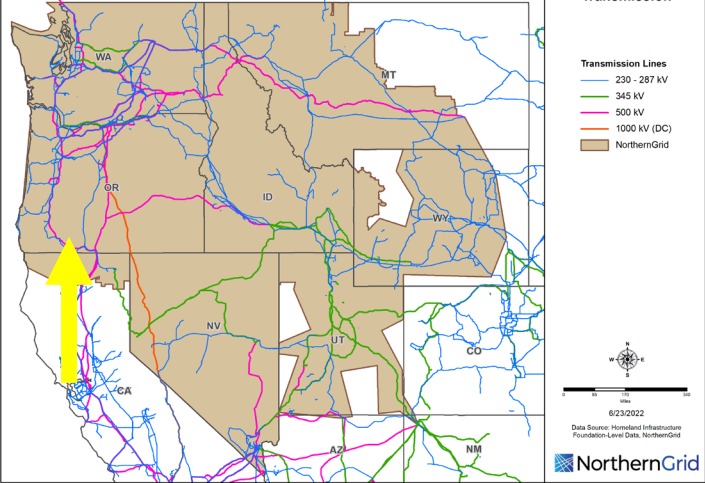 Transmission
Transmission Lines
230 - 287 kV
345 kV
500 kV
1000 kV (DC)
NorthernGrid
WA
MT
OR
ID
WY
NV
UT
CO
CA
AZ
NM
N
W
E
S
0
85
170
340
Miles
6/23/2022
Data Source: Homeland Infrastructure
Foundation-Level Data, NorthernGrid
NorthernGrid